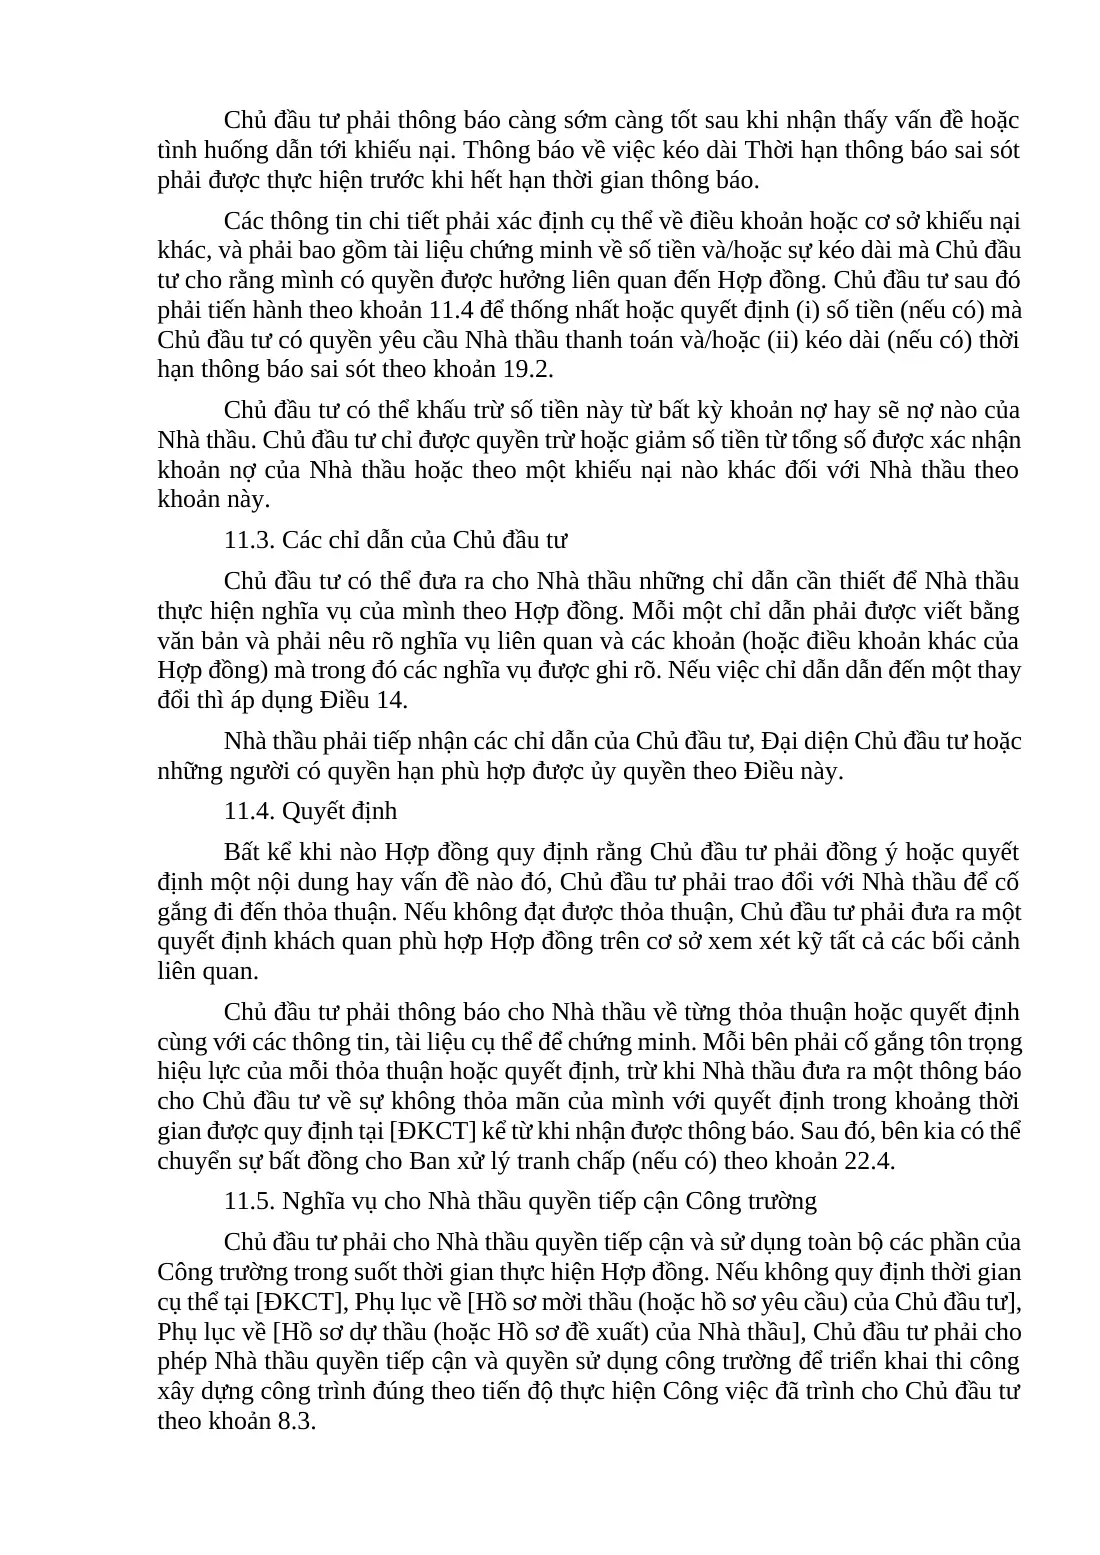 Chủ đầu tư phải thông báo càng sớm càng tốt sau khi nhận thấy vấn đề hoặc
tình huống dẫn tới khiếu nại. Thông báo về việc kéo dài Thời hạn thông báo sai sót
phải được thực hiện trước khi hết hạn thời gian thông báo.
Các thông tin chi tiết phải xác định cụ thể về điều khoản hoặc cơ sở khiếu nại
khác, và phải bao gồm tài liệu chứng minh về số tiền và/hoặc sự kéo dài mà Chủ đầu
tư cho rằng mình có quyền được hưởng liên quan đến Hợp đồng. Chủ đầu tư sau đó
phải tiến hành theo khoản 11.4 để thống nhất hoặc quyết định (i) số tiền (nếu có) mà
Chủ đầu tư có quyền yêu cầu Nhà thầu thanh toán và/hoặc (ii) kéo dài (nếu có) thời
hạn thông báo sai sót theo khoản 19.2.
Chủ đầu tư có thể khấu trừ số tiền này từ bất kỳ khoản nợ hay sẽ nợ nào của
Nhà thầu. Chủ đầu tư chỉ được quyền trừ hoặc giảm số tiền từ tổng số được xác nhận
khoản nợ của Nhà thầu hoặc theo một khiếu nại nào khác đối với Nhà thầu theo
khoản này.
11.3. Các chỉ dẫn của Chủ đầu tư
Chủ đầu tư có thể đưa ra cho Nhà thầu những chỉ dẫn cần thiết để Nhà thầu
thực hiện nghĩa vụ của mình theo Hợp đồng. Mỗi một chỉ dẫn phải được viết bằng
văn bản và phải nêu rõ nghĩa vụ liên quan và các khoản (hoặc điều khoản khác của
Hợp đồng) mà trong đó các nghĩa vụ được ghi rõ. Nếu việc chỉ dẫn dẫn đến một thay
đổi thì áp dụng Điều 14.
Nhà thầu phải tiếp nhận các chỉ dẫn của Chủ đầu tư, Đại diện Chủ đầu tư hoặc
những người có quyền hạn phù hợp được ủy quyền theo Điều này.
11.4. Quyết định
Bất kể khi nào Hợp đồng quy định rằng Chủ đầu tư phải đồng ý hoặc quyết
định một nội dung hay vấn đề nào đó, Chủ đầu tư phải trao đổi với Nhà thầu để cố
gắng đi đến thỏa thuận. Nếu không đạt được thỏa thuận, Chủ đầu tư phải đưa ra một
quyết định khách quan phù hợp Hợp đồng trên cơ sở xem xét kỹ tất cả các bối cảnh
liên quan.
Chủ đầu tư phải thông báo cho Nhà thầu về từng thỏa thuận hoặc quyết định
cùng với các thông tin, tài liệu cụ thể để chứng minh. Mỗi bên phải cố gắng tôn trọng
hiệu lực của mỗi thỏa thuận hoặc quyết định, trừ khi Nhà thầu đưa ra một thông báo
cho Chủ đầu tư về sự không thỏa mãn của mình với quyết định trong khoảng thời
gian được quy định tại [ĐKCT] kể từ khi nhận được thông báo. Sau đó, bên kia có thể
chuyển sự bất đồng cho Ban xử lý tranh chấp (nếu có) theo khoản 22.4.
11.5. Nghĩa vụ cho Nhà thầu quyền tiếp cận Công trường
Chủ đầu tư phải cho Nhà thầu quyền tiếp cận và sử dụng toàn bộ các phần của
Công trường trong suốt thời gian thực hiện Hợp đồng. Nếu không quy định thời gian
cụ thể tại [ĐKCT], Phụ lục về [Hồ sơ mời thầu (hoặc hồ sơ yêu cầu) của Chủ đầu tư],
Phụ lục về [Hồ sơ dự thầu (hoặc Hồ sơ đề xuất) của Nhà thầu], Chủ đầu tư phải cho
phép Nhà thầu quyền tiếp cận và quyền sử dụng công trường để triển khai thi công
xây dựng công trình đúng theo tiến độ thực hiện Công việc đã trình cho Chủ đầu tư
theo khoản 8.3.